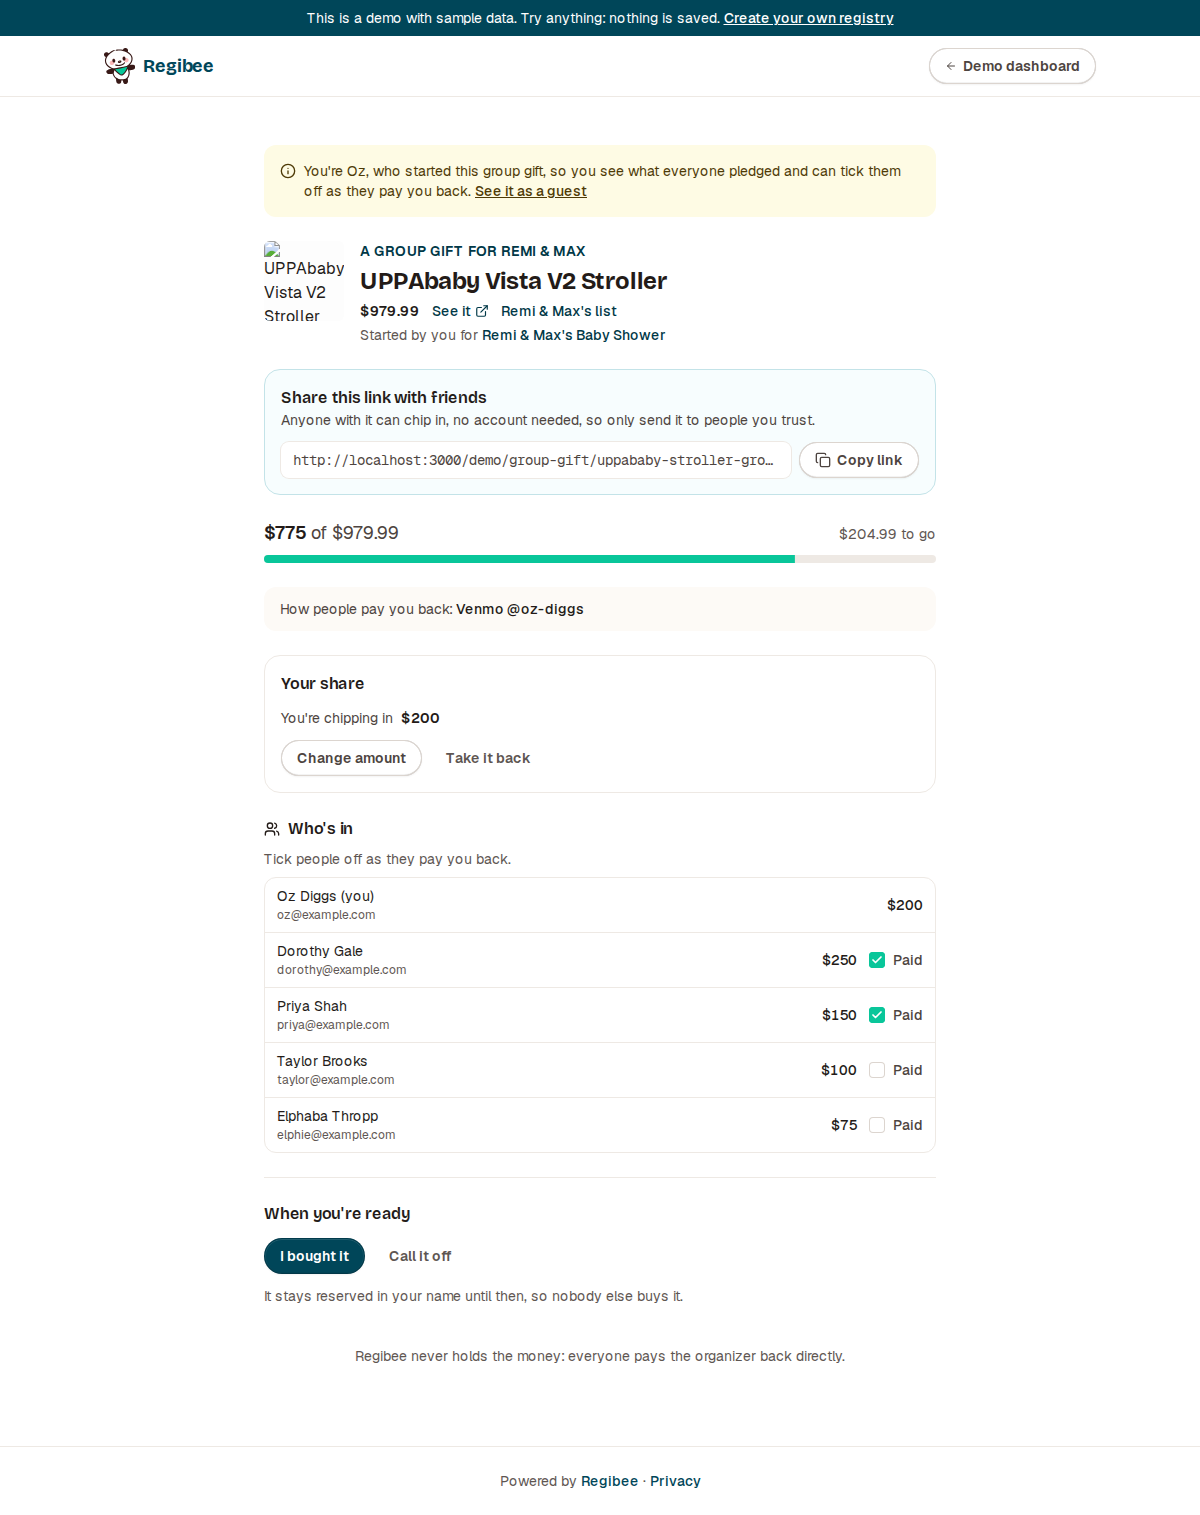 This is a demo with sample data. Try anything: nothing is saved. Create your own registry
Regibee
Demo dashboard
You're Oz, who started this group gift, so you see what everyone pledged and can tick them
off as they pay you back. See it as a guest
UPPAbaby
Vista V2
Stroller
A GROUP GIFT FOR REMI & MAX
UPPAbaby Vista V2 Stroller
$979.99 See it Remi & Max's list
Started by you for Remi & Max's Baby Shower
Share this link with friends
Anyone with it can chip in, no account needed, so only send it to people you trust.
http://localhost:3000/demo/group-gift/uppababy-stroller-gro…
Copy link
$775 of $979.99
$204.99 to go
How people pay you back: Venmo @oz-diggs
Your share
You're chipping in $200
Change amount
Take it back
Who's in
Tick people off as they pay you back.
Oz Diggs (you)
oz@example.com
$200
Dorothy Gale
dorothy@example.com
$250 Paid
Priya Shah
priya@example.com
$150 Paid
Taylor Brooks
taylor@example.com
$100 Paid
Elphaba Thropp
elphie@example.com
$75 Paid
When you're ready
I bought it
Call it off
It stays reserved in your name until then, so nobody else buys it.
Regibee never holds the money: everyone pays the organizer back directly.
Powered by Regibee · Privacy